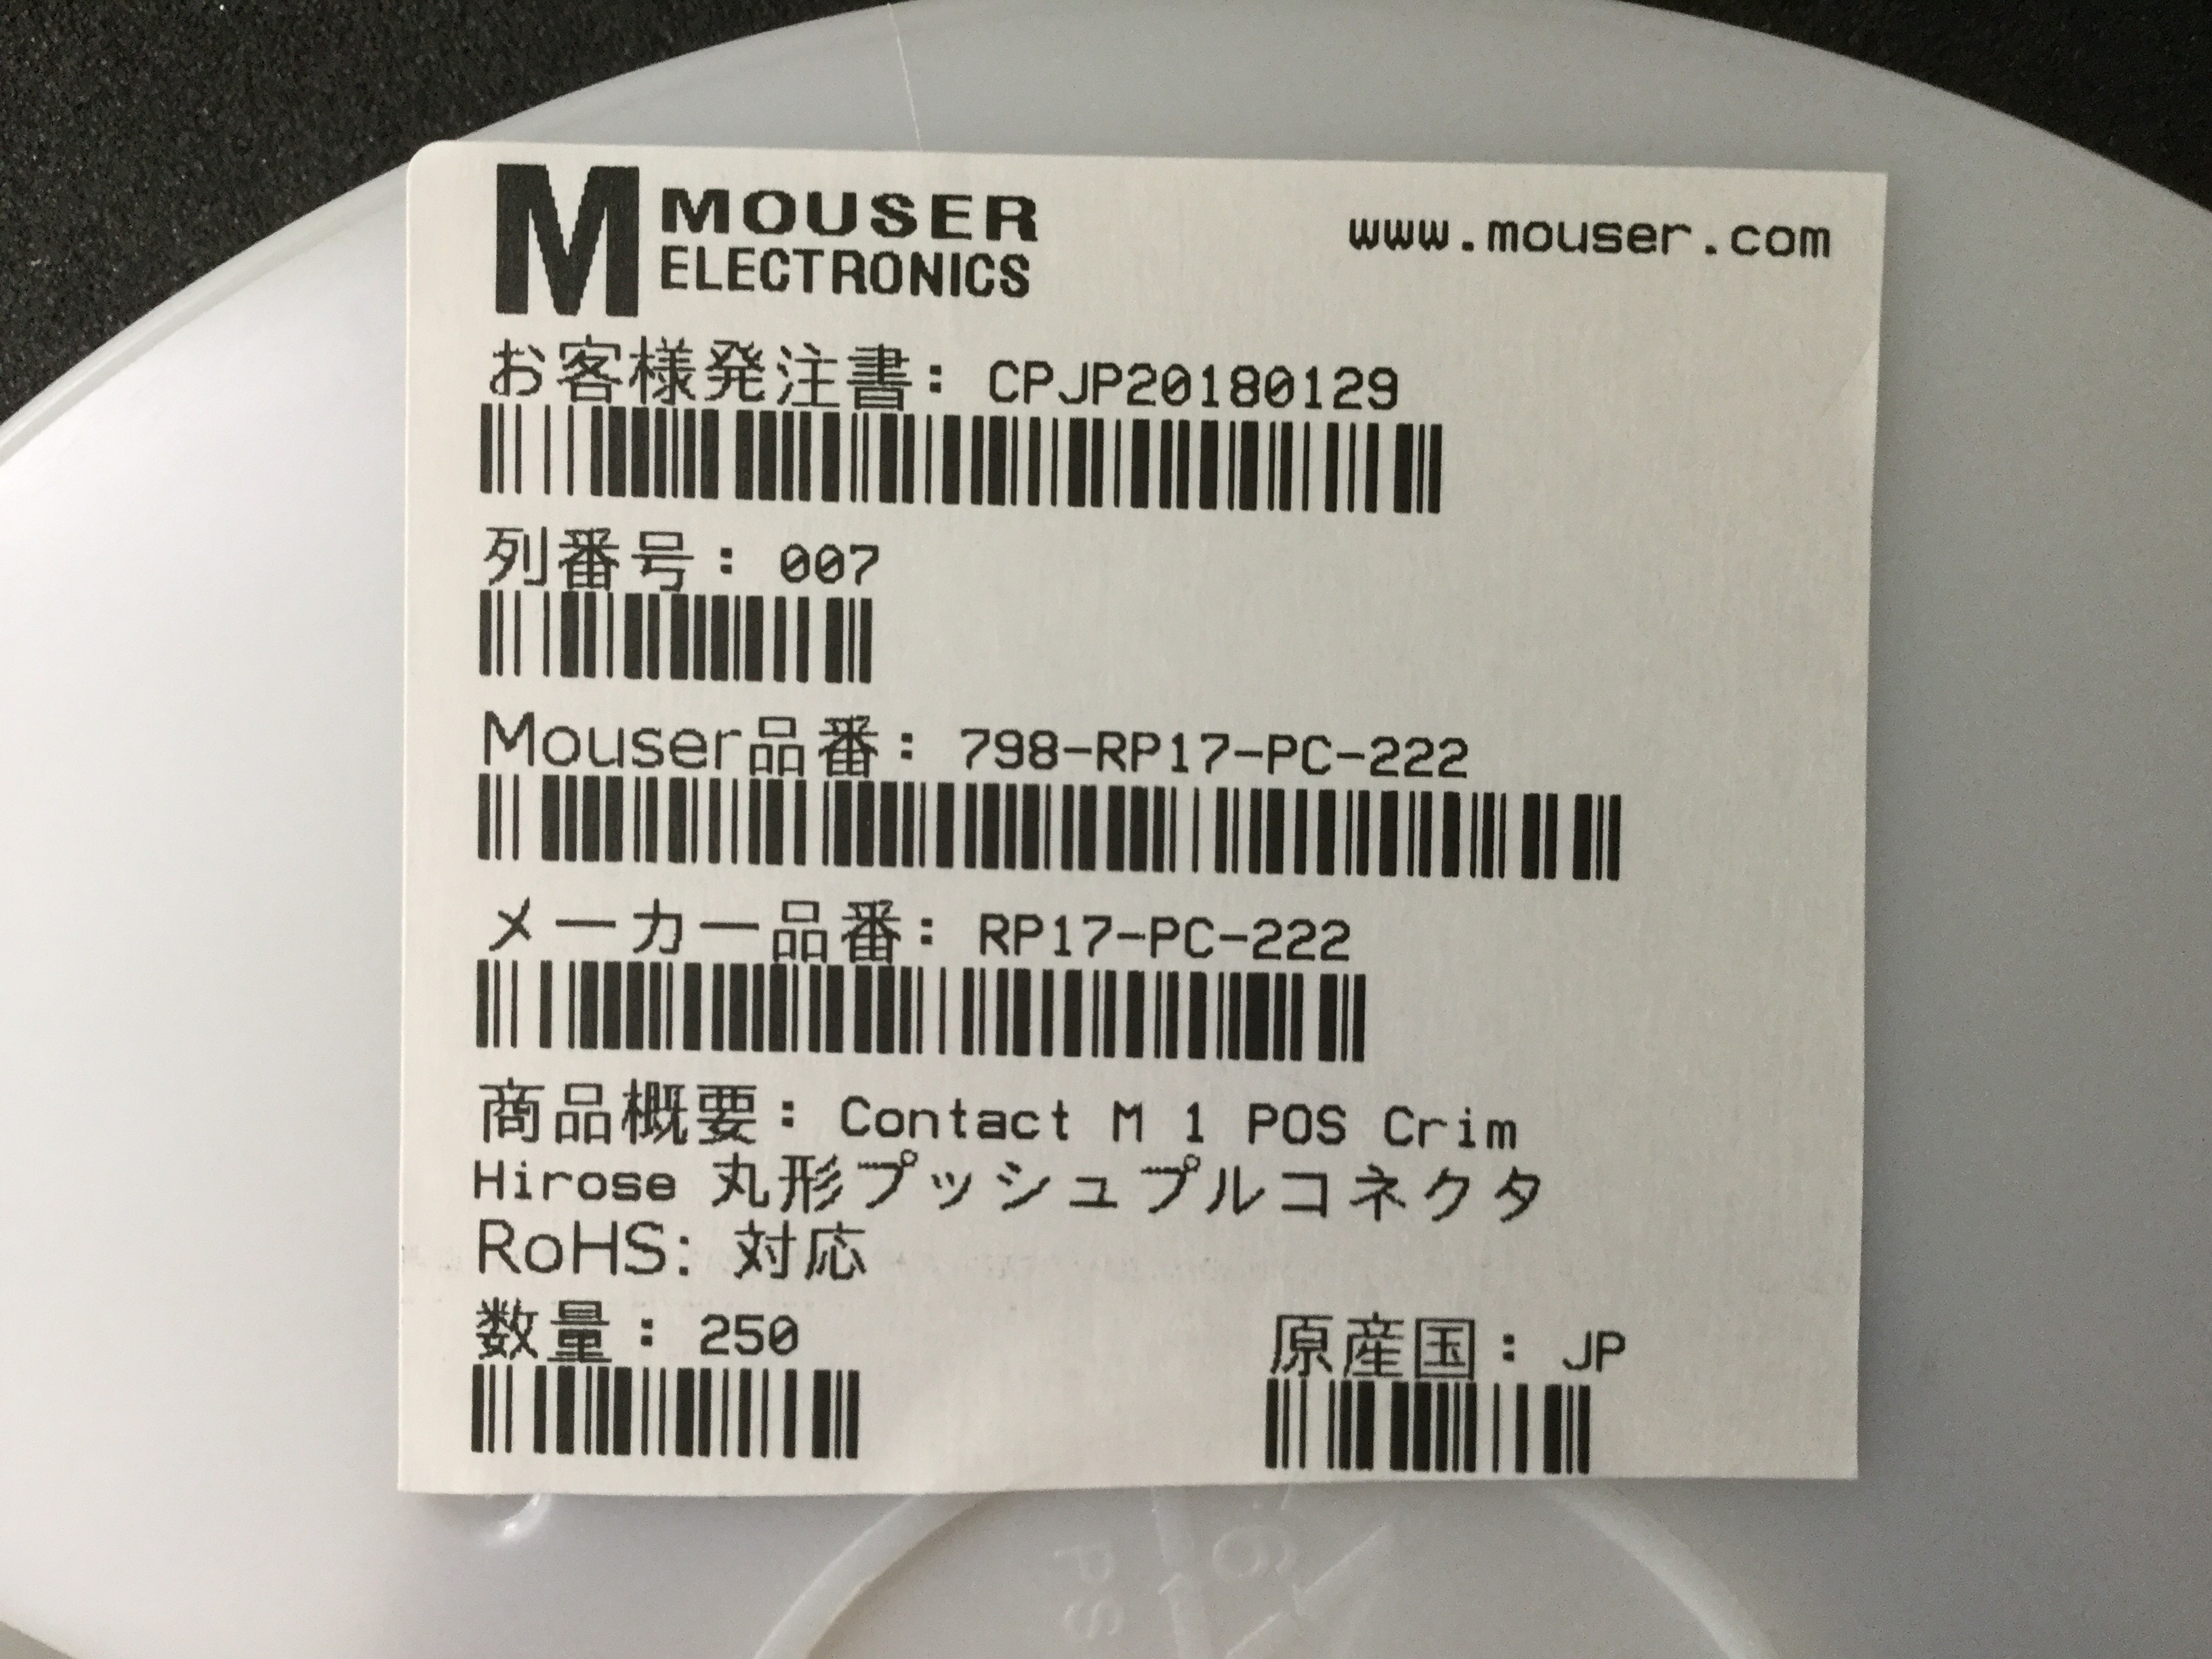 M MOUSER
ELECTRONICS
www.mouser.com
お客様発注書: CPJP20180129
列番号: 007
Mouser品番: 798-RP17-PC-222
メーカー品番: RP17-PC-222
商品概要: Contact M 1 POS Crim
Hirose 丸形プッシュプルコネクタ
RoHS: 対応
数量: 250
原産国: JP
PS